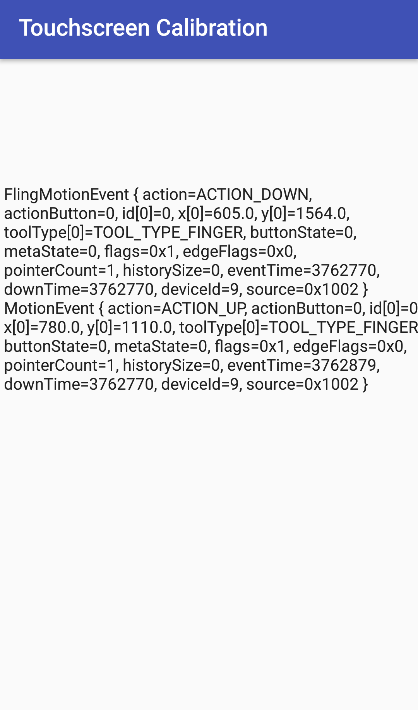 Touchscreen Calibration
FlingMotionEvent { action=ACTION_DOWN,
actionButton=0, id[0]=0, x[0]=605.0, y[0]=1564.0,
toolType[0]=TOOL_TYPE_FINGER, buttonState=0,
metaState=0, flags=0x1, edgeFlags=0x0,
pointerCount=1, historySize=0, eventTime=3762770,
downTime=3762770, deviceId=9, source=0x1002 }
MotionEvent { action=ACTION_UP, actionButton=0, id[0]=0
x[0]=780.0, y[0]=1110.0, toolType[0]=TOOL_TYPE_FINGER
buttonState=0, metaState=0, flags=0x1, edgeFlags=0x0,
pointerCount=1, historySize=0, eventTime=3762879,
downTime=3762770, deviceId=9, source=0x1002 }